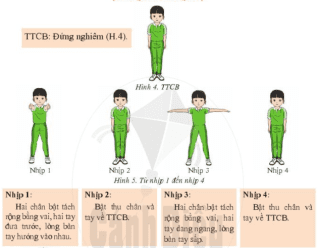 TTCB: Đứng nghiêm (H.4).
Hình 4. TTCB
Nhịp 1
Nhịp 2
Nhịp 3
Nhịp 4
Hình 5. Từ nhịp 1 đến nhịp 4
Nhịp 1:
Hai chân bật tách
rộng bằng vai, hai tay
đưa trước, lòng bàn
tay hướng vào nhau.
Nhịp 2:
Bật thu chân và
tay về TTCB.
Nhịp 3:
Hai chân bật tách
rộng bằng vai, hai
tay dang ngang, lòng
bàn tay sấp.
Nhịp 4:
Bật thu chân và
tay về TTCB.